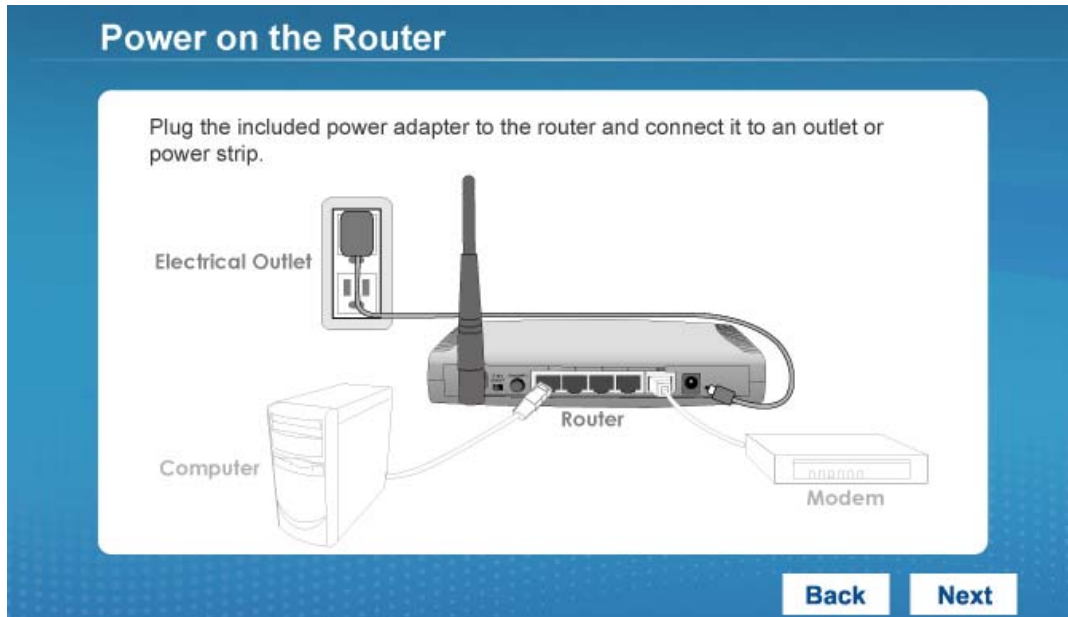 Power on the Router
Plug the included power adapter to the router and connect it to an outlet or
power strip.
Electrical Outlet
Router
Computer
Modem
Back
Next